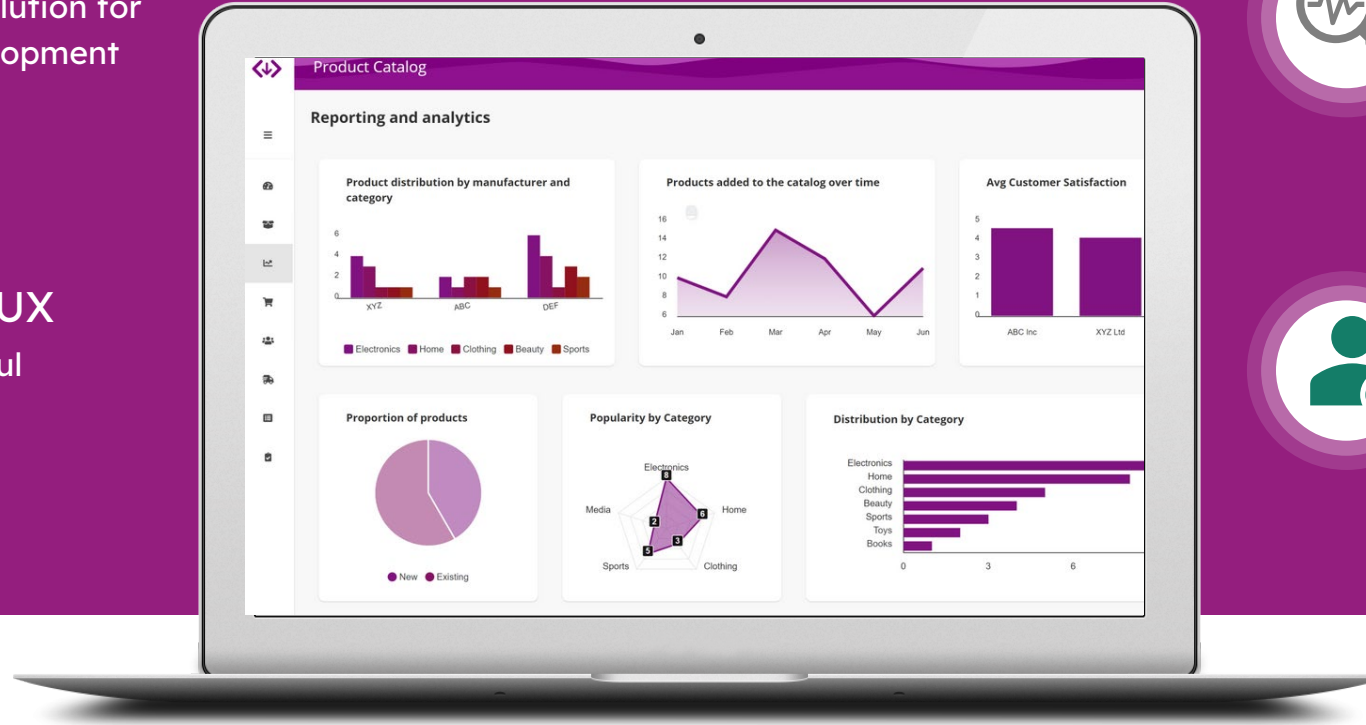 lution for
opment
UX
ul
Product Catalog
Reporting and analytics
Product distribution by manufacturer and
category
6
4
2
0
XYZ
ABC
DEF
Electronics Home Clothing Beauty Sports
Products added to the catalog over time
16
14
12
10
8
6
Jan Feb Mar Apr May Jun
Avg Customer Satisfaction
5
4
3
2
1
0
ABC Inc XYZ Ltd
Proportion of products
New Existing
Popularity by Category
Electronics
8
Media
Home
6
2
3
5
Sports
Clothing
Distribution by Category
Electronics
Home
Clothing
Beauty
Sports
Toys
Books
0 3 6